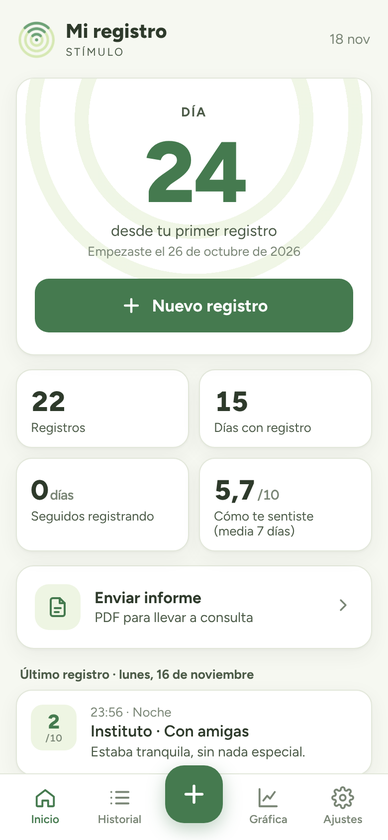 Mi registro
STÍMULO
18 nov
DÍA
24
desde tu primer registro
Empezaste el 26 de octubre de 2026
+ Nuevo registro
22
Registros
15
Días con registro
0 días
Seguidos registrando
5,7 /10
Cómo te sentiste
(media 7 días)
Enviar informe
PDF para llevar a consulta
Último registro · lunes, 16 de noviembre
2
/10
23:56 · Noche
Instituto · Con amigas
Estaba tranquila, sin nada especial.
Inicio
Historial
+
Gráfica
Ajustes